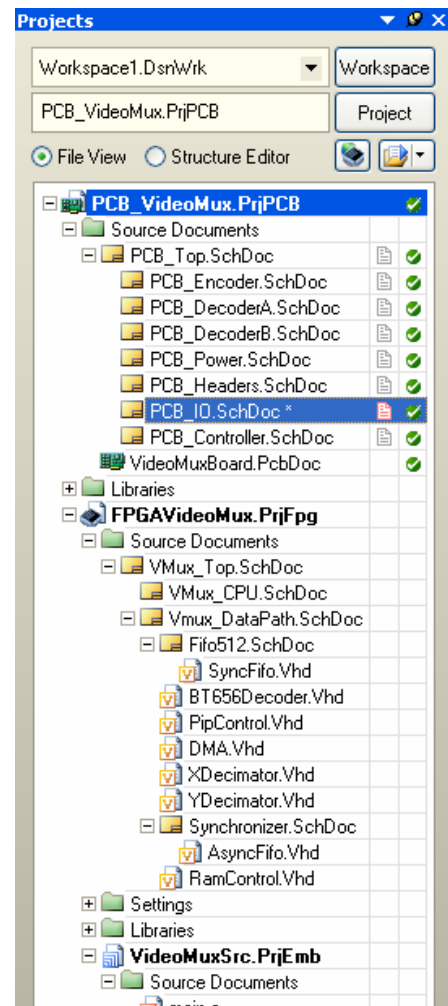 Projects
Workspace1.DsnWrk Workspace
PCB_VideoMux.PrjPCB Project
File View Structure Editor
PCB_VideoMux.PrjPCB
Source Documents
PCB_Top.SchDoc
PCB_Encoder.SchDoc
PCB_DecoderA.SchDoc
PCB_DecoderB.SchDoc
PCB_Power.SchDoc
PCB_Headers.SchDoc
PCB_IO.SchDoc *
PCB_Controller.SchDoc
VideoMuxBoard.PcbDoc
Libraries
FPGAVideoMux.PrjFpg
Source Documents
VMux_Top.SchDoc
VMux_CPU.SchDoc
Vmux_DataPath.SchDoc
Fifo512.SchDoc
SyncFifo.Vhd
BT656Decoder.Vhd
PipControl.Vhd
DMA.Vhd
XDecimator.Vhd
YDecimator.Vhd
Synchronizer.SchDoc
AsyncFifo.Vhd
RamControl.Vhd
Settings
Libraries
VideoMuxSrc.PrjEmb
Source Documents